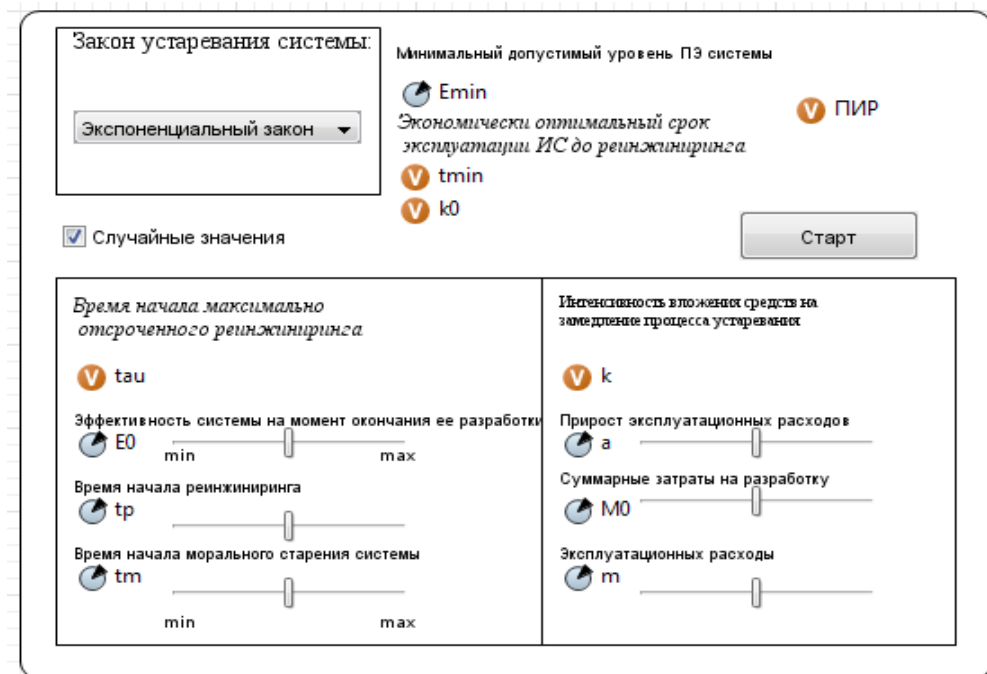 Закон устаревания системы:
Экспоненциальный закон
Минимальный допустимый уровень ПЭ системы
Emin
Экономически оптимальный срок
эксплуатации ИС до реинжиниринга
tmin
k0
ПИР
Случайные значения
Старт
Время начала максимально
отсроченного реинжиниринга
tau
Эффективность системы на момент окончания ее разработки
E0
min max
Время начала реинжиниринга
tp
Время начала морального старения системы
tm
min max
Интенсивность вложения средств на
замедление процесса устаревания
k
Прирост эксплуатационных расходов
a
Суммарные затраты на разработку
M0
Эксплуатационных расходы
m